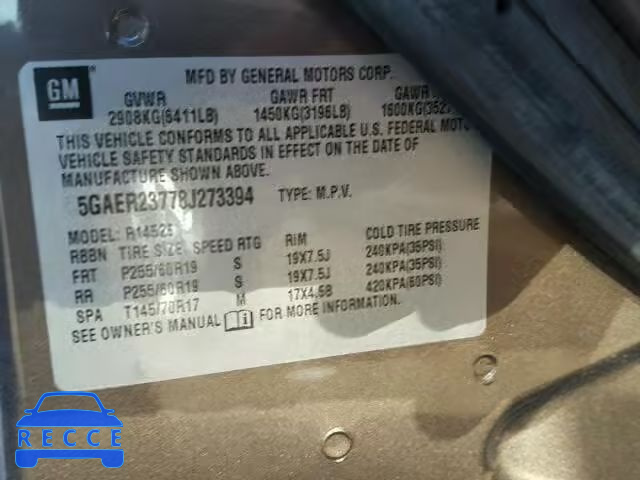 GM ®
MFD BY GENERAL MOTORS CORP.
GVWR GAWR FRT GAWR
2908KG(6411LB) 1450KG(3196LB) 1600KG(352
THIS VEHICLE CONFORMS TO ALL APPLICABLE U.S. FEDERAL MOTO
VEHICLE SAFETY STANDARDS IN EFFECT ON THE DATE OF
MANUFACTURE SHOWN ABOVE.
5GAER23778J273394 TYPE: M.P.V.
MODEL: R14526
RBBN TIRE SIZE SPEED RTG RIM COLD TIRE PRESSURE
FRT P255/60R19 S 19X7.5J 240KPA(35PSI)
RR P255/60R19 S 19X7.5J 240KPA(35PSI)
SPA T145/70R17 M 17X4.5B 420KPA(60PSI)
SEE OWNER'S MANUAL FOR MORE INFORMATION.
RECCE